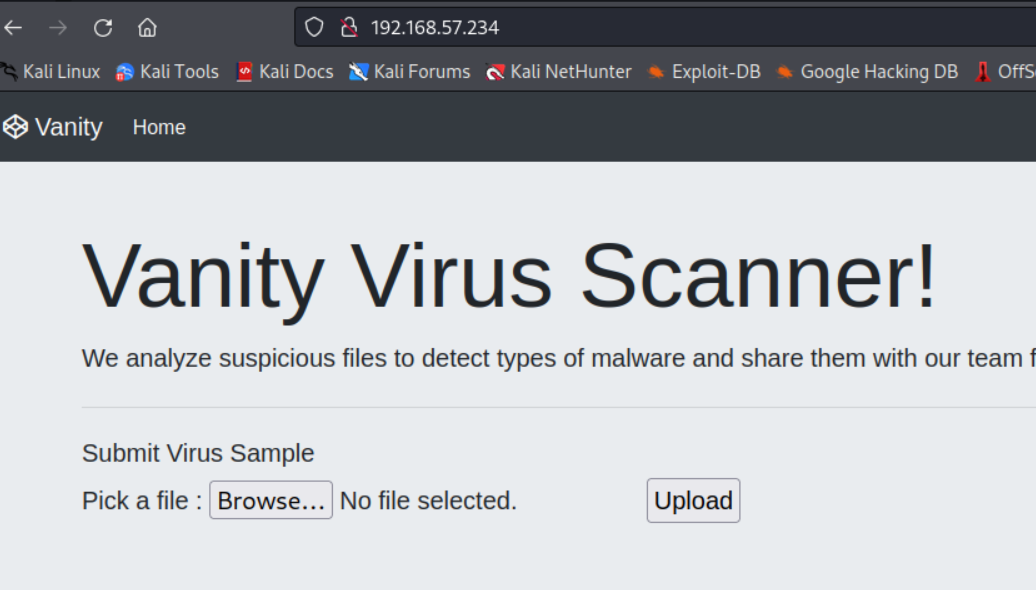 192.168.57.234
Kali Linux Kali Tools Kali Docs Kali Forums Kali NetHunter Exploit-DB Google Hacking DB OffS
Vanity Home
Vanity Virus Scanner!
We analyze suspicious files to detect types of malware and share them with our team f
Submit Virus Sample
Pick a file : Browse... No file selected. Upload